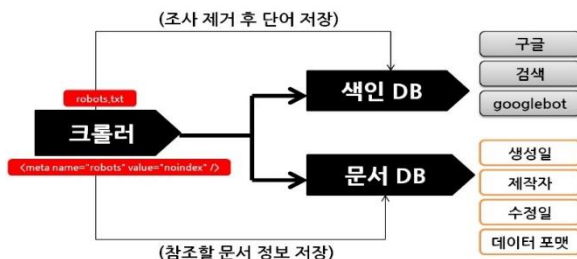 (조사 제거 후 단어 저장)
robots.txt
크롤러
<meta name="robots" value="noindex" />
색인 DB
문서 DB
구글
검색
googlebot
생성일
제작자
수정일
데이터 포맷
(참조할 문서 정보 저장)